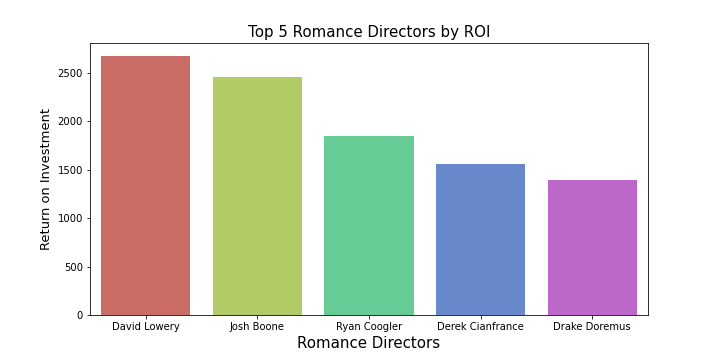 Top 5 Romance Directors by ROI
Return on Investment
2500
2000
1500
1000
500
0
David Lowery
Josh Boone
Ryan Coogler
Derek Cianfrance
Drake Doremus
Romance Directors